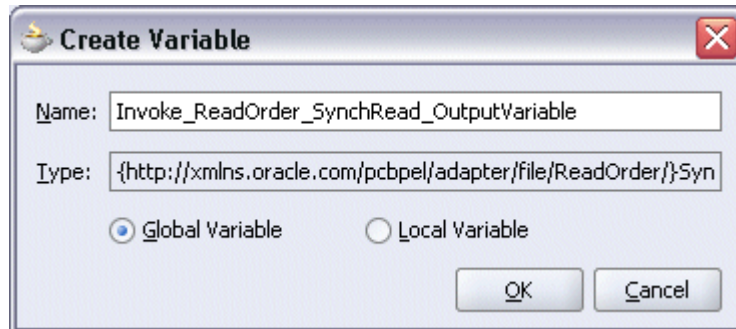 Create Variable
Name: Invoke_ReadOrder_SynchRead_OutputVariable
Type: {http://xmlns.oracle.com/pcbpel/adapter/file/ReadOrder/}Syn
Global Variable Local Variable
OK Cancel